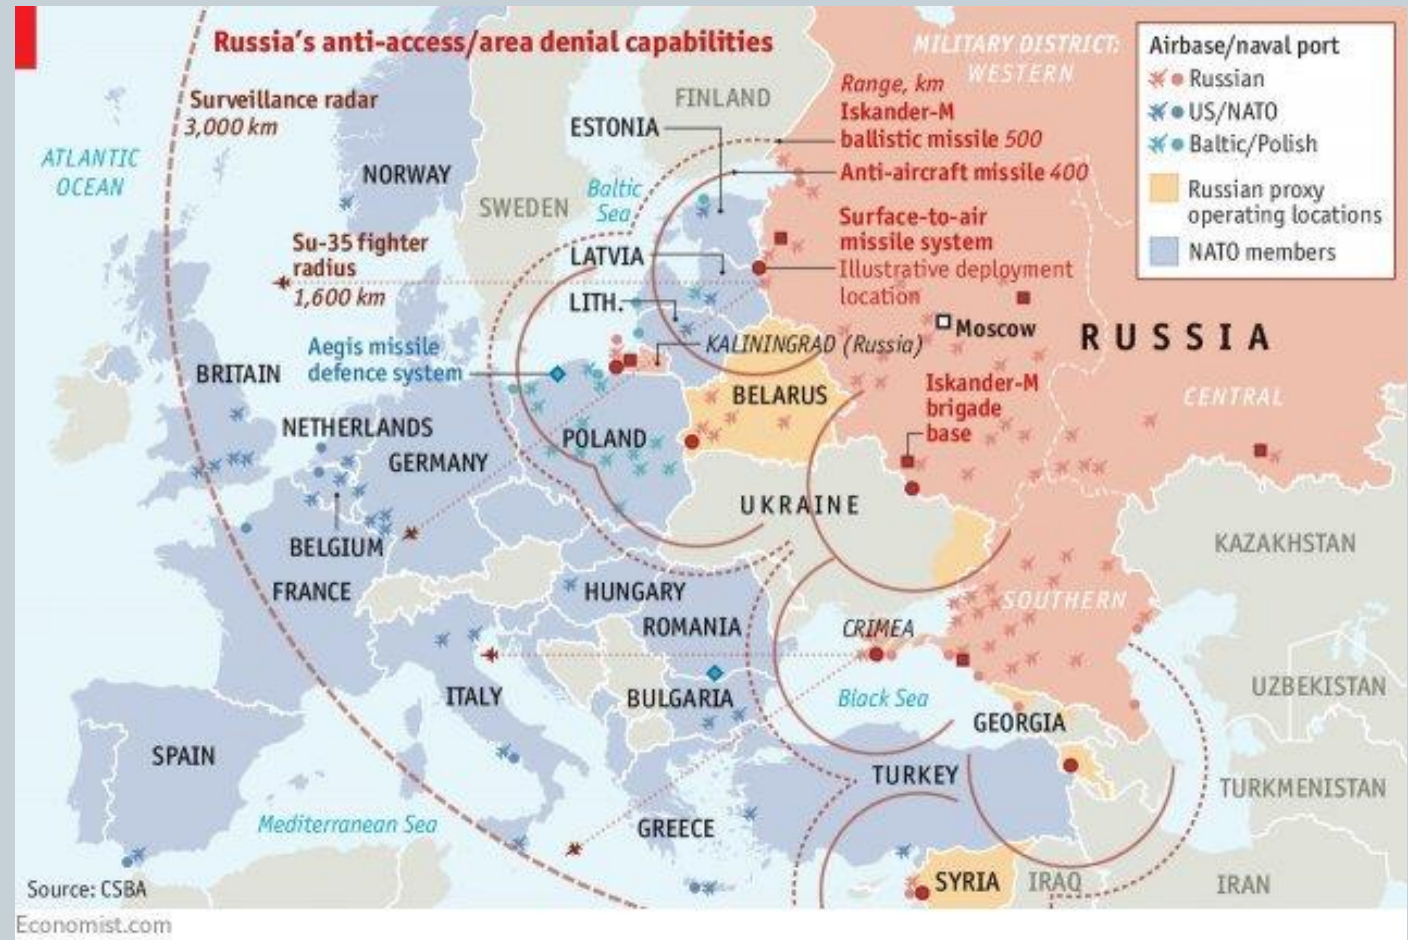 Russia's anti-access/area denial capabilities
MILITARY DISTRICT:
WESTERN
Airbase/naval port
Russian
US/NATO
Baltic/Polish
Russian proxy
operating locations
NATO members
Surveillance radar
3,000 km
Range, km
Iskander-M
ballistic missile 500
Anti-aircraft missile 400
Surface-to-air
missile system
Illustrative deployment
location
FINLAND
ESTONIA
ATLANTIC
OCEAN
NORWAY
SWEDEN
Baltic
Sea
Su-35 fighter
radius
1,600 km
LATVIA
LITH.
KALININGRAD (Russia)
Moscow
RUSSIA
Aegis missile
defence system
BRITAIN
BELARUS
Iskander-M
brigade
base
CENTRAL
NETHERLANDS
POLAND
GERMANY
UKRAINE
BELGIUM
KAZAKHSTAN
FRANCE
HUNGARY
SOUTHERN
ROMANIA
CRIMEA
ITALY
BULGARIA
Black Sea
UZBEKISTAN
GEORGIA
SPAIN
TURKEY
TURKMENISTAN
Mediterranean Sea
GREECE
SYRIA
IRAQ
IRAN
Source: CSBA
Economist.com